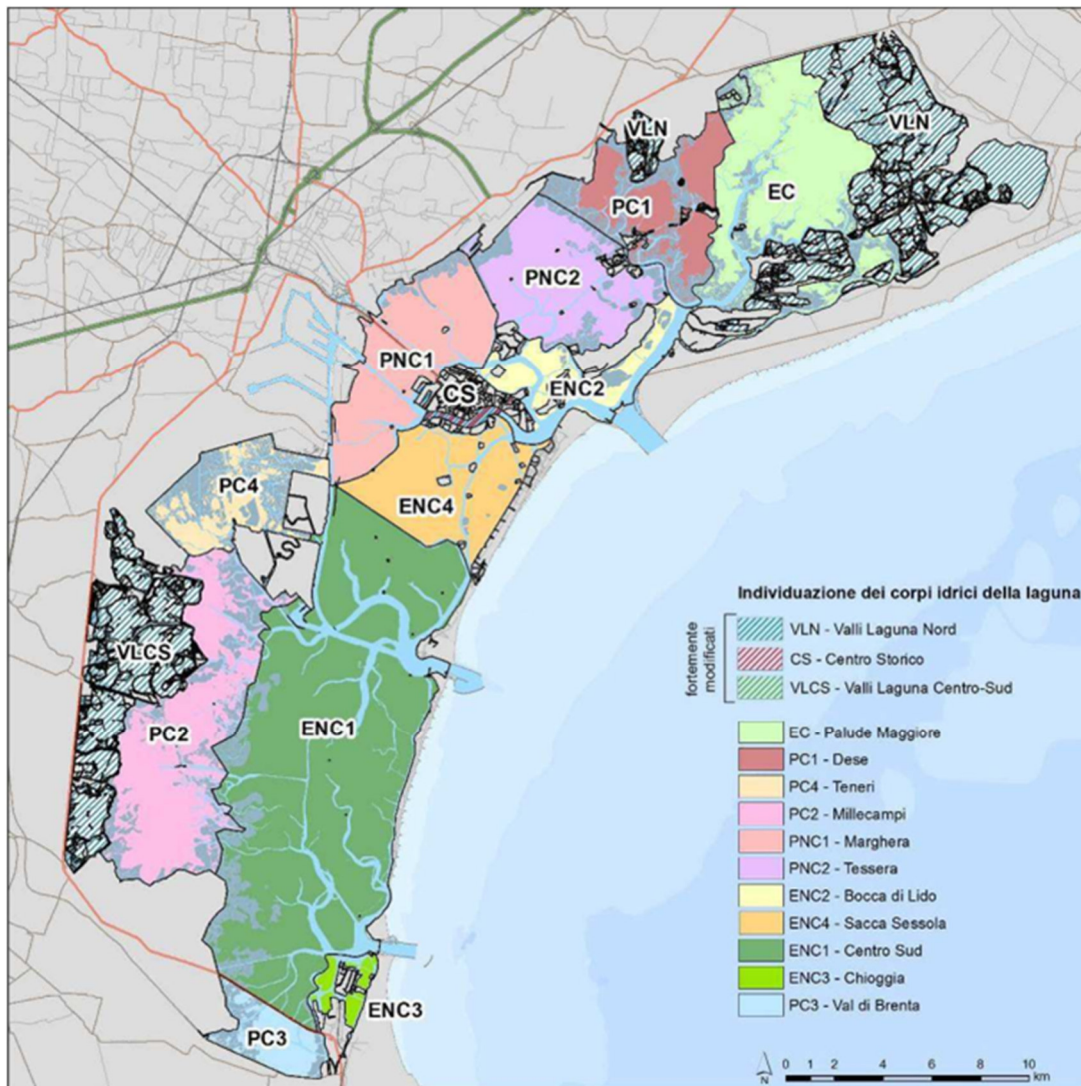 VLN
VLN
EC
PC1
PNC2
PNC1
CS
ENC2
PC4
ENC4
VLCS
PC2
ENC1
ENC3
PC3
Individuazione dei corpi idrici della laguna
fortemente
modificati
VLN - Valli Laguna Nord
CS - Centro Storico
VLCS - Valli Laguna Centro-Sud
EC - Palude Maggiore
PC1 - Dese
PC4 - Teneri
PC2 - Millecampi
PNC1 - Marghera
PNC2 - Tessera
ENC2 - Bocca di Lido
ENC4 - Sacca Sessola
ENC1 - Centro Sud
ENC3 - Chioggia
PC3 - Val di Brenta
N
0 2 4 6 8 10
km